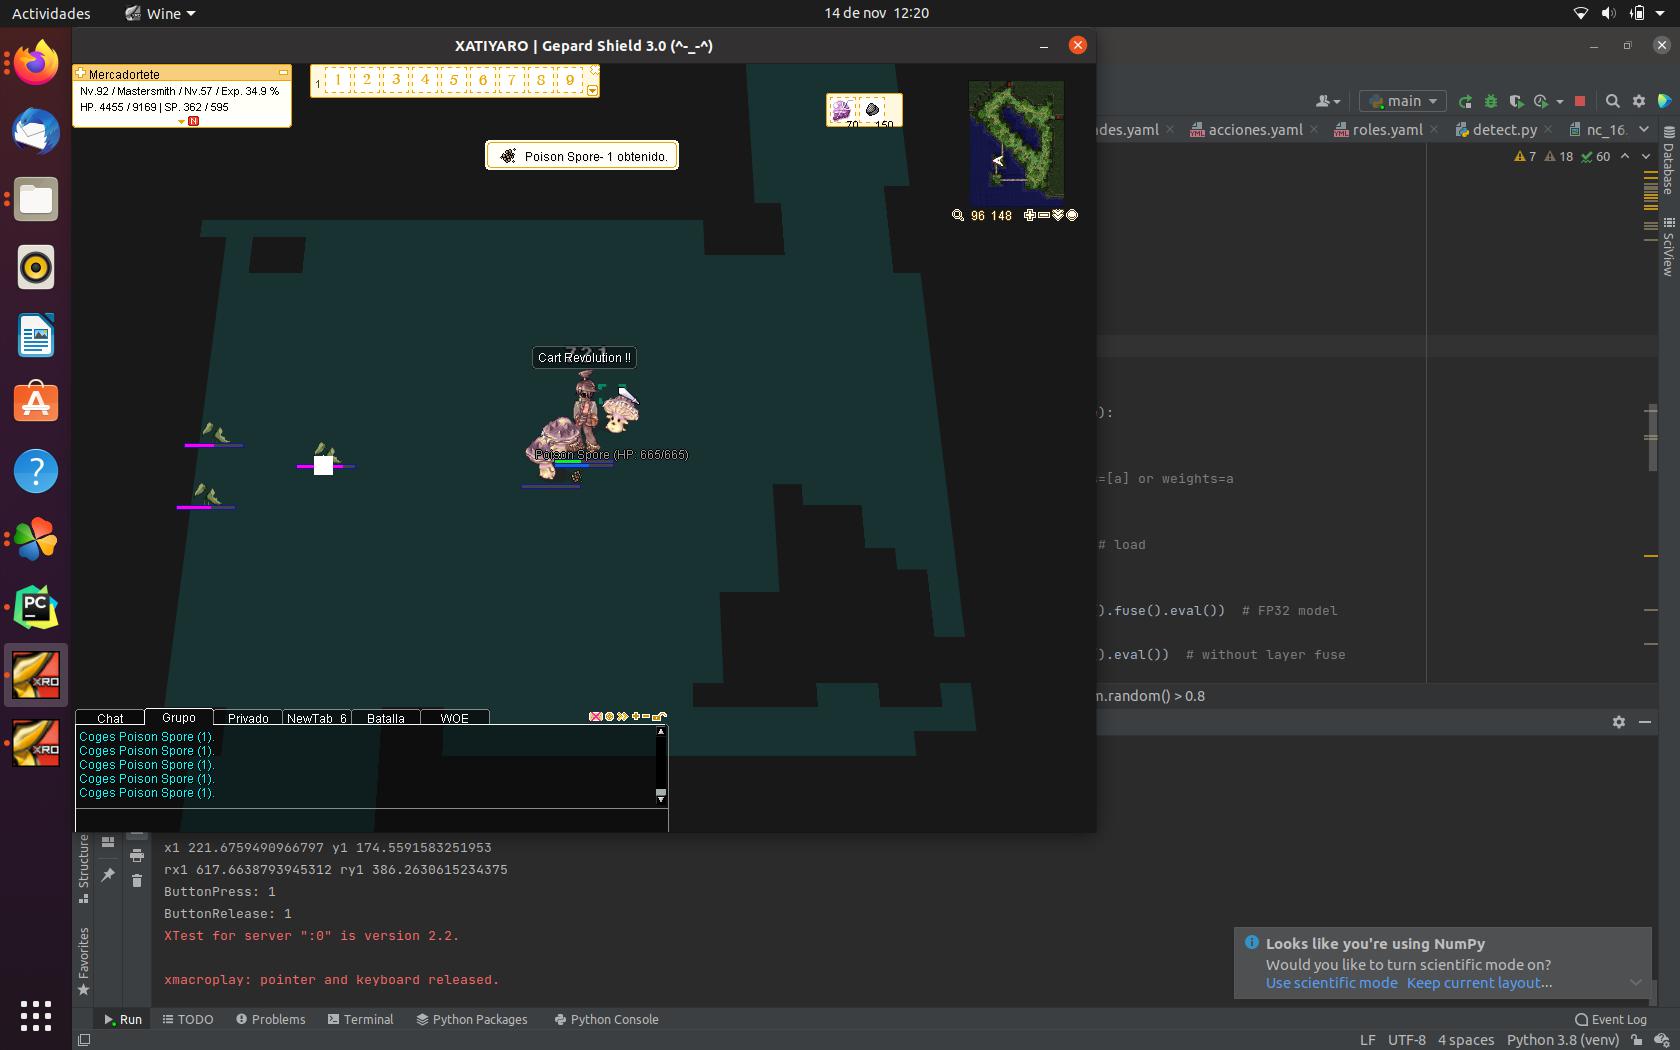 Actividades
Wine
14 de nov 12:20
XATIYARO | Gepard Shield 3.0 (^-_-^)
Mercadortete
Nv.92 / Mastersmith / Nv.57 / Exp. 34.9 %
HP. 4455 / 9169 | SP. 362 / 595
N
1 1 2 3 4 5 6 7 8 9
70 150
Poison Spore- 1 obtenido.
96 148
main
des.yaml
acciones.yaml
roles.yaml
detect.py
nc_16.
7 18 60
Database
SciView
Cart Revolution !!
Poison Spore (HP: 665/665)
):
=[a] or weights=a
# load
).fuse().eval()) # FP32 model
).eval()) # without layer fuse
m.random() > 0.8
Chat Grupo Privado NewTab_6 Batalla WOE
Coges Poison Spore (1).
Coges Poison Spore (1).
Coges Poison Spore (1).
Coges Poison Spore (1).
Coges Poison Spore (1).
PC
XRO
XRO
Structure
Favorites
x1 221.6759490966797 y1 174.5591583251953
rx1 617.6638793945312 ry1 386.2630615234375
ButtonPress: 1
ButtonRelease: 1
XTest for server ":0" is version 2.2.
xmacroplay: pointer and keyboard released.
Looks like you're using NumPy
Would you like to turn scientific mode on?
Use scientific mode Keep current layout...
Run TODO Problems Terminal Python Packages Python Console
Event Log
LF UTF-8 4 spaces Python 3.8 (venv)